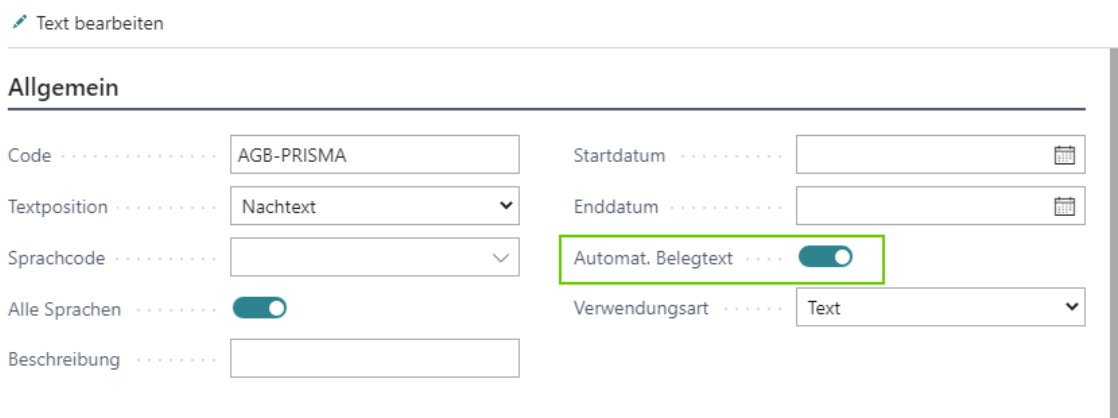 Text bearbeiten
Allgemein
Code AGB-PRISMA
Textposition Nachtext
Sprachcode
Alle Sprachen
Beschreibung
Startdatum
Enddatum
Automat. Belegtext
Verwendungsart Text